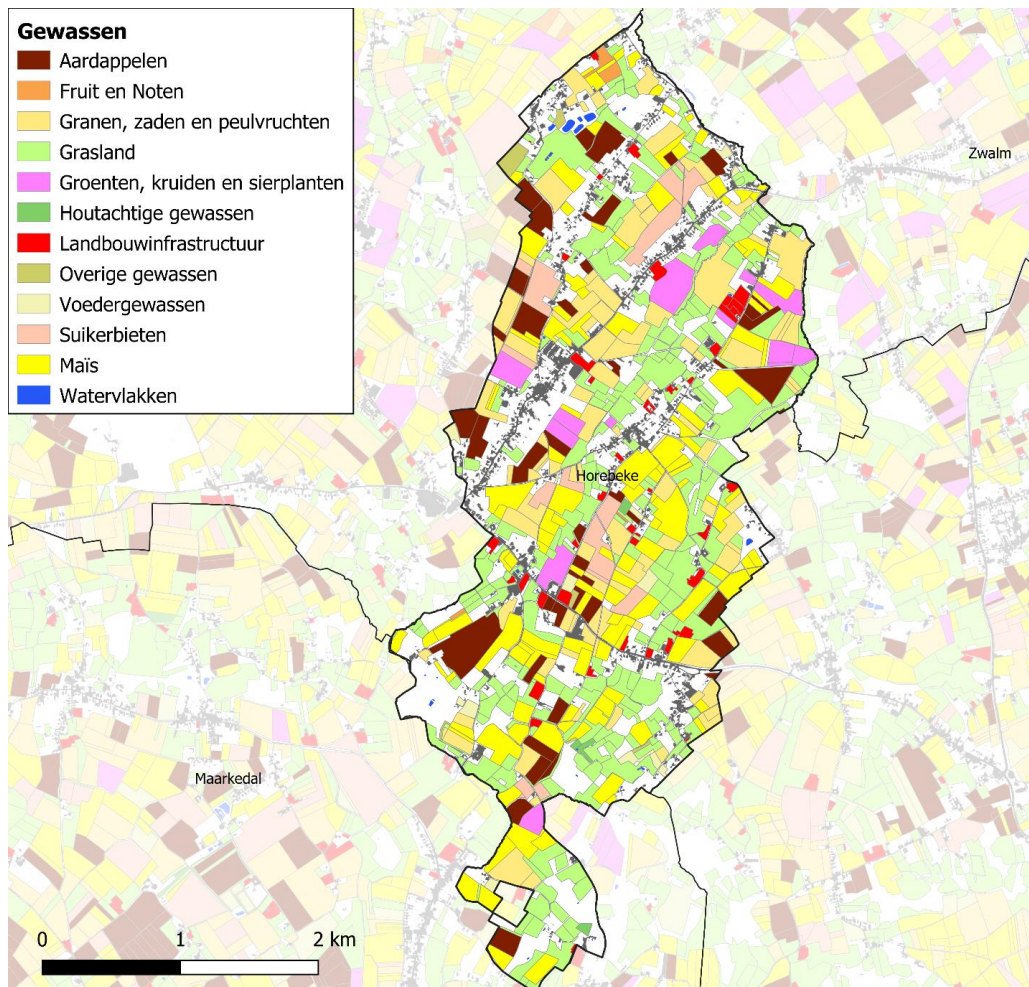 Gewassen
Aardappelen
Fruit en Noten
Granen, zaden en peulvruchten
Grasland
Groenten, kruiden en sierplanten
Houtachtige gewassen
Landbouwinfrastructuur
Overige gewassen
Voedergewassen
Suikerbieten
Maïs
Watervlakken
Zwalm
Horebeke
Maarkedal
0 1 2 km